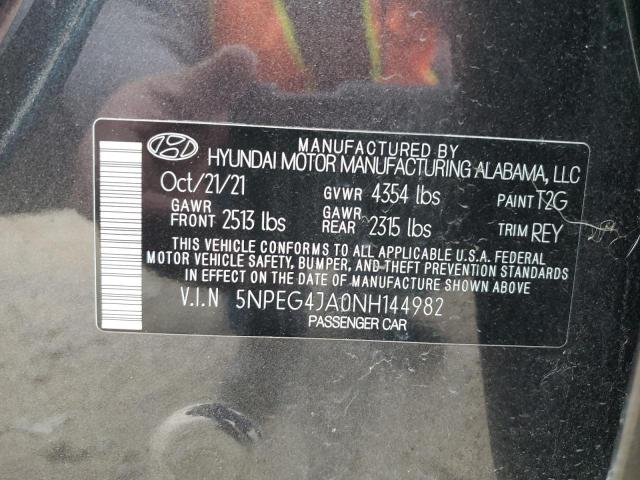 MANUFACTURED BY
HYUNDAI MOTOR MANUFACTURING ALABAMA, LLC
Oct/21/21 GVWR 4354 lbs PAINT T2G
GAWR FRONT 2513 lbs GAWR REAR 2315 lbs TRIM REY
THIS VEHICLE CONFORMS TO ALL APPLICABLE U.S.A. FEDERAL
MOTOR VEHICLE SAFETY, BUMPER, AND THEFT PREVENTION STANDARDS
IN EFFECT ON THE DATE OF MANUFACTURE SHOWN ABOVE.
V.I.N 5NPEG4JA0NH144982
PASSENGER CAR